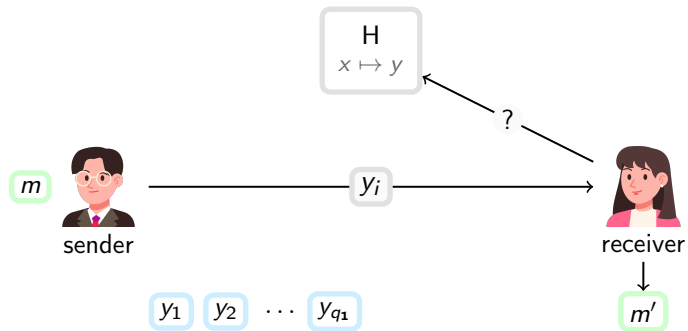 H
x ↦ y
?
m
y_i
sender
receiver
y_1 y_2 ... y_{q_1}
m′